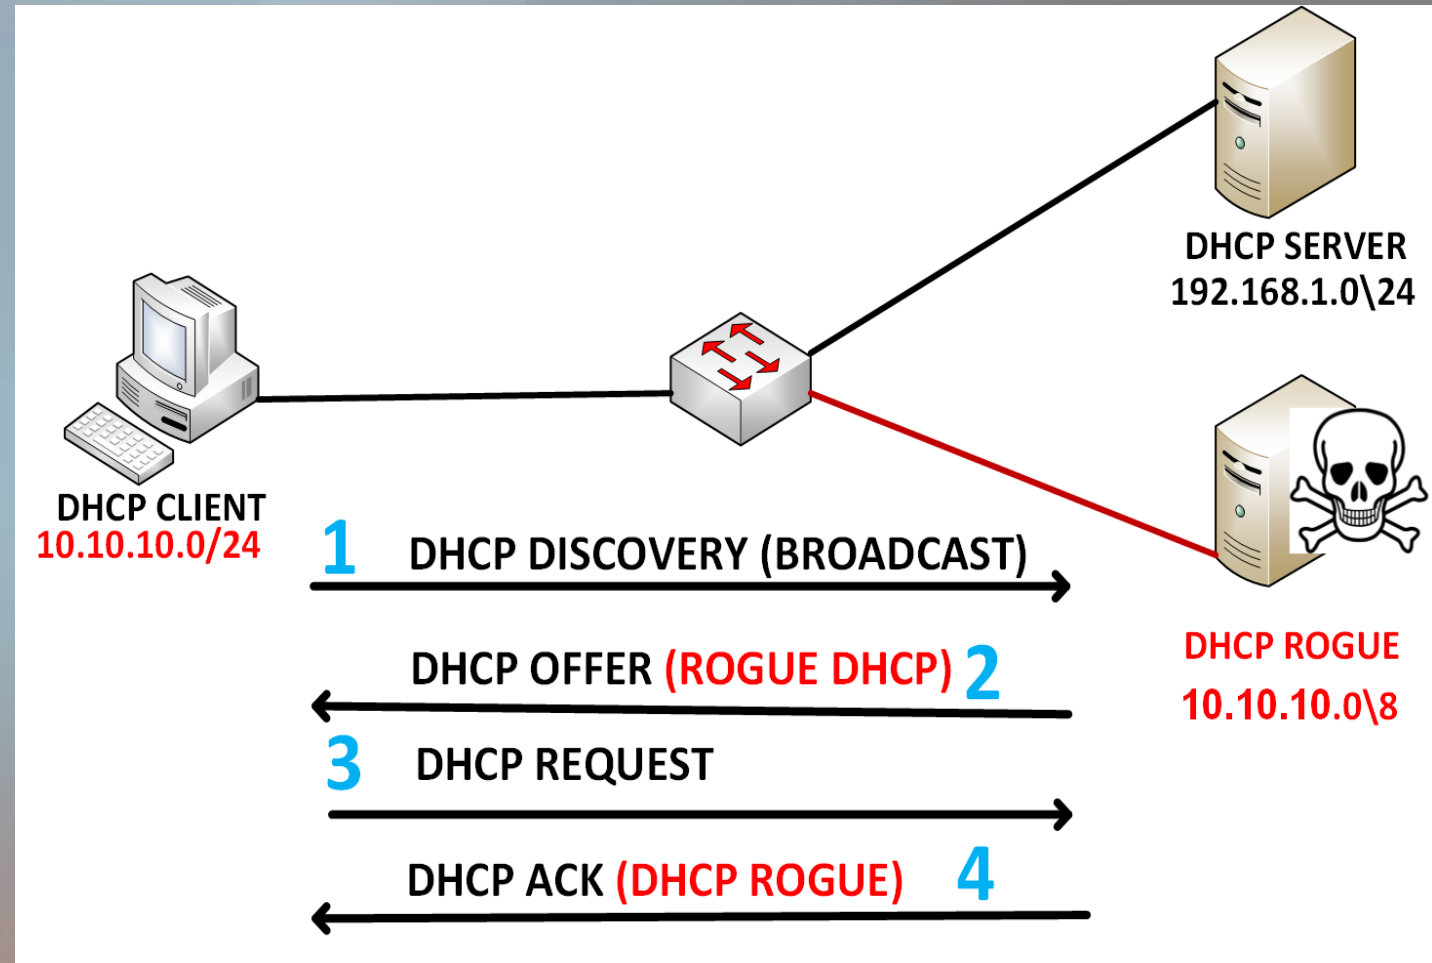 DHCP SERVER
192.168.1.0\24
DHCP CLIENT
10.10.10.0/24
1 DHCP DISCOVERY (BROADCAST)
DHCP OFFER (ROGUE DHCP) 2
DHCP ROGUE
10.10.10.0\8
3 DHCP REQUEST
DHCP ACK (DHCP ROGUE) 4